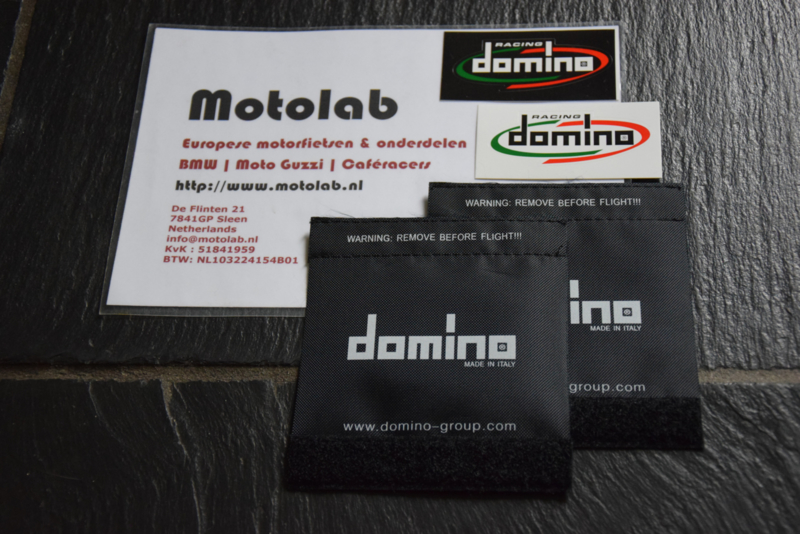 Motolab
Europese motorfietsen & onderdelen
BMW | Moto Guzzi | Caféracers
http://www.motolab.nl
De Flinten 21
7841GP Sleen
Netherlands
info@motolab.nl
KvK : 51841959
BTW: NL103224154B01
RACING
domino
RACING
domino
WARNING: REMOVE BEFORE FLIGHT!!!
domino
MADE IN ITALY
www.domino-group.com
WARNING: REMOVE BEFORE FLIGHT!!!
ino
MADE IN ITALY
group.com